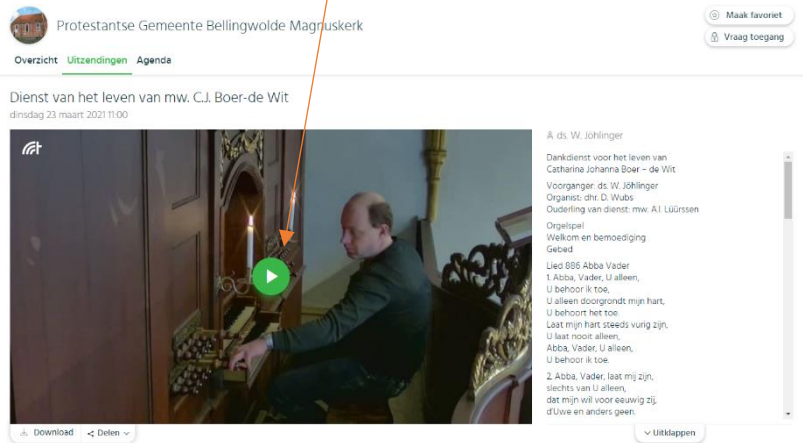 Protestantse Gemeente Bellingwolde Magnuskerk
Maak favoriet
Vraag toegang
Overzicht Uitzendingen Agenda
Dienst van het leven van mw. C.J. Boer-de Wit
dinsdag 23 maart 2021 11:00
ds. W. Jöhlinger
Dankdienst voor het leven van
Catharina Johanna Boer – de Wit
Voorganger: ds. W. Jöhlinger
Organist: dhr. D. Wubs
Ouderling van dienst: mw. A.I. Lüürssen
Orgelspel
Welkom en bemoediging
Gebed
Lied 886 Abba Vader
1. Abba, Vader, U alleen,
U behoor ik toe,
U alleen doorgrondt mijn hart,
U behoort het toe.
Laat mijn hart steeds vurig zijn,
U laat nooit alleen,
Abba, Vader, U alleen,
U behoor ik toe.
2. Abba, Vader, laat mij zijn,
slechts van U alleen,
dat mijn wil voor eeuwig zij,
d'Uwe en anders geen.
Download Delen
Uitklappen